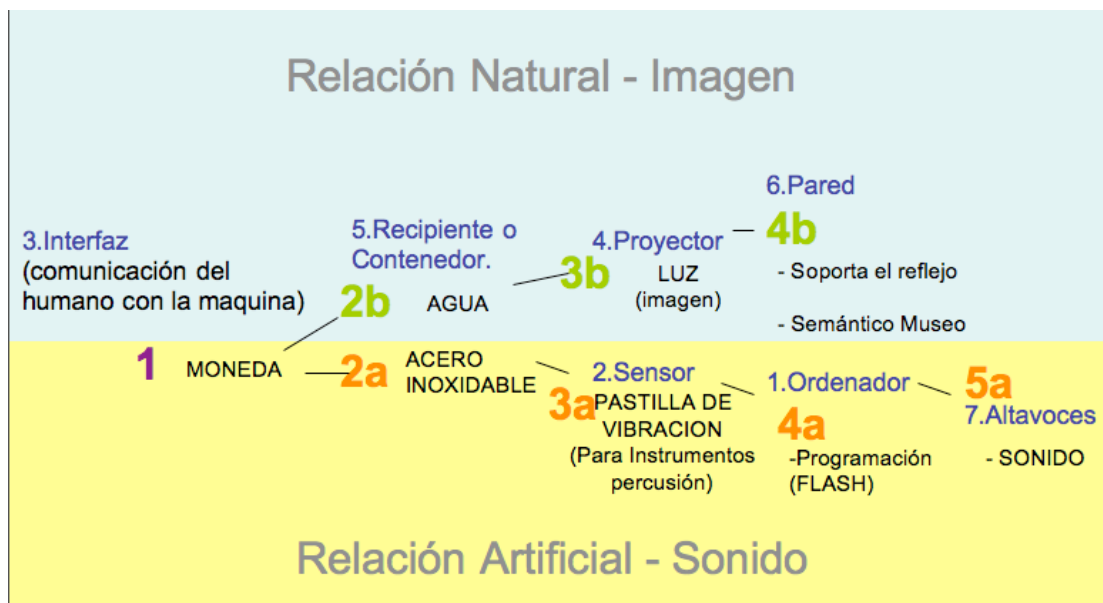 Relación Natural - Imagen
6.Pared
4b
- Soporta el reflejo
- Semántico Museo
3.Interfaz
(comunicación del
humano con la maquina)
5.Recipiente o
Contenedor.
2b
AGUA
4.Proyector
3b
LUZ
(imagen)
1
MONEDA
2a
ACERO
INOXIDABLE
2.Sensor
3a
PASTILLA DE
VIBRACION
(Para Instrumentos
percusión)
1.Ordenador
4a
-Programación
(FLASH)
5a
7.Altavoces
- SONIDO
Relación Artificial - Sonido